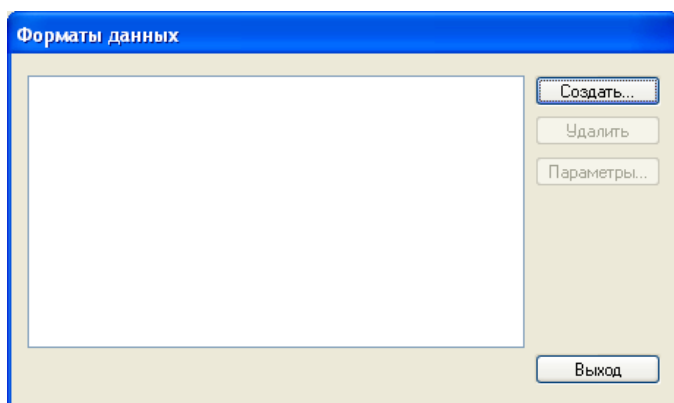 Форматы данных
Создать...
Удалить
Параметры...
Выход